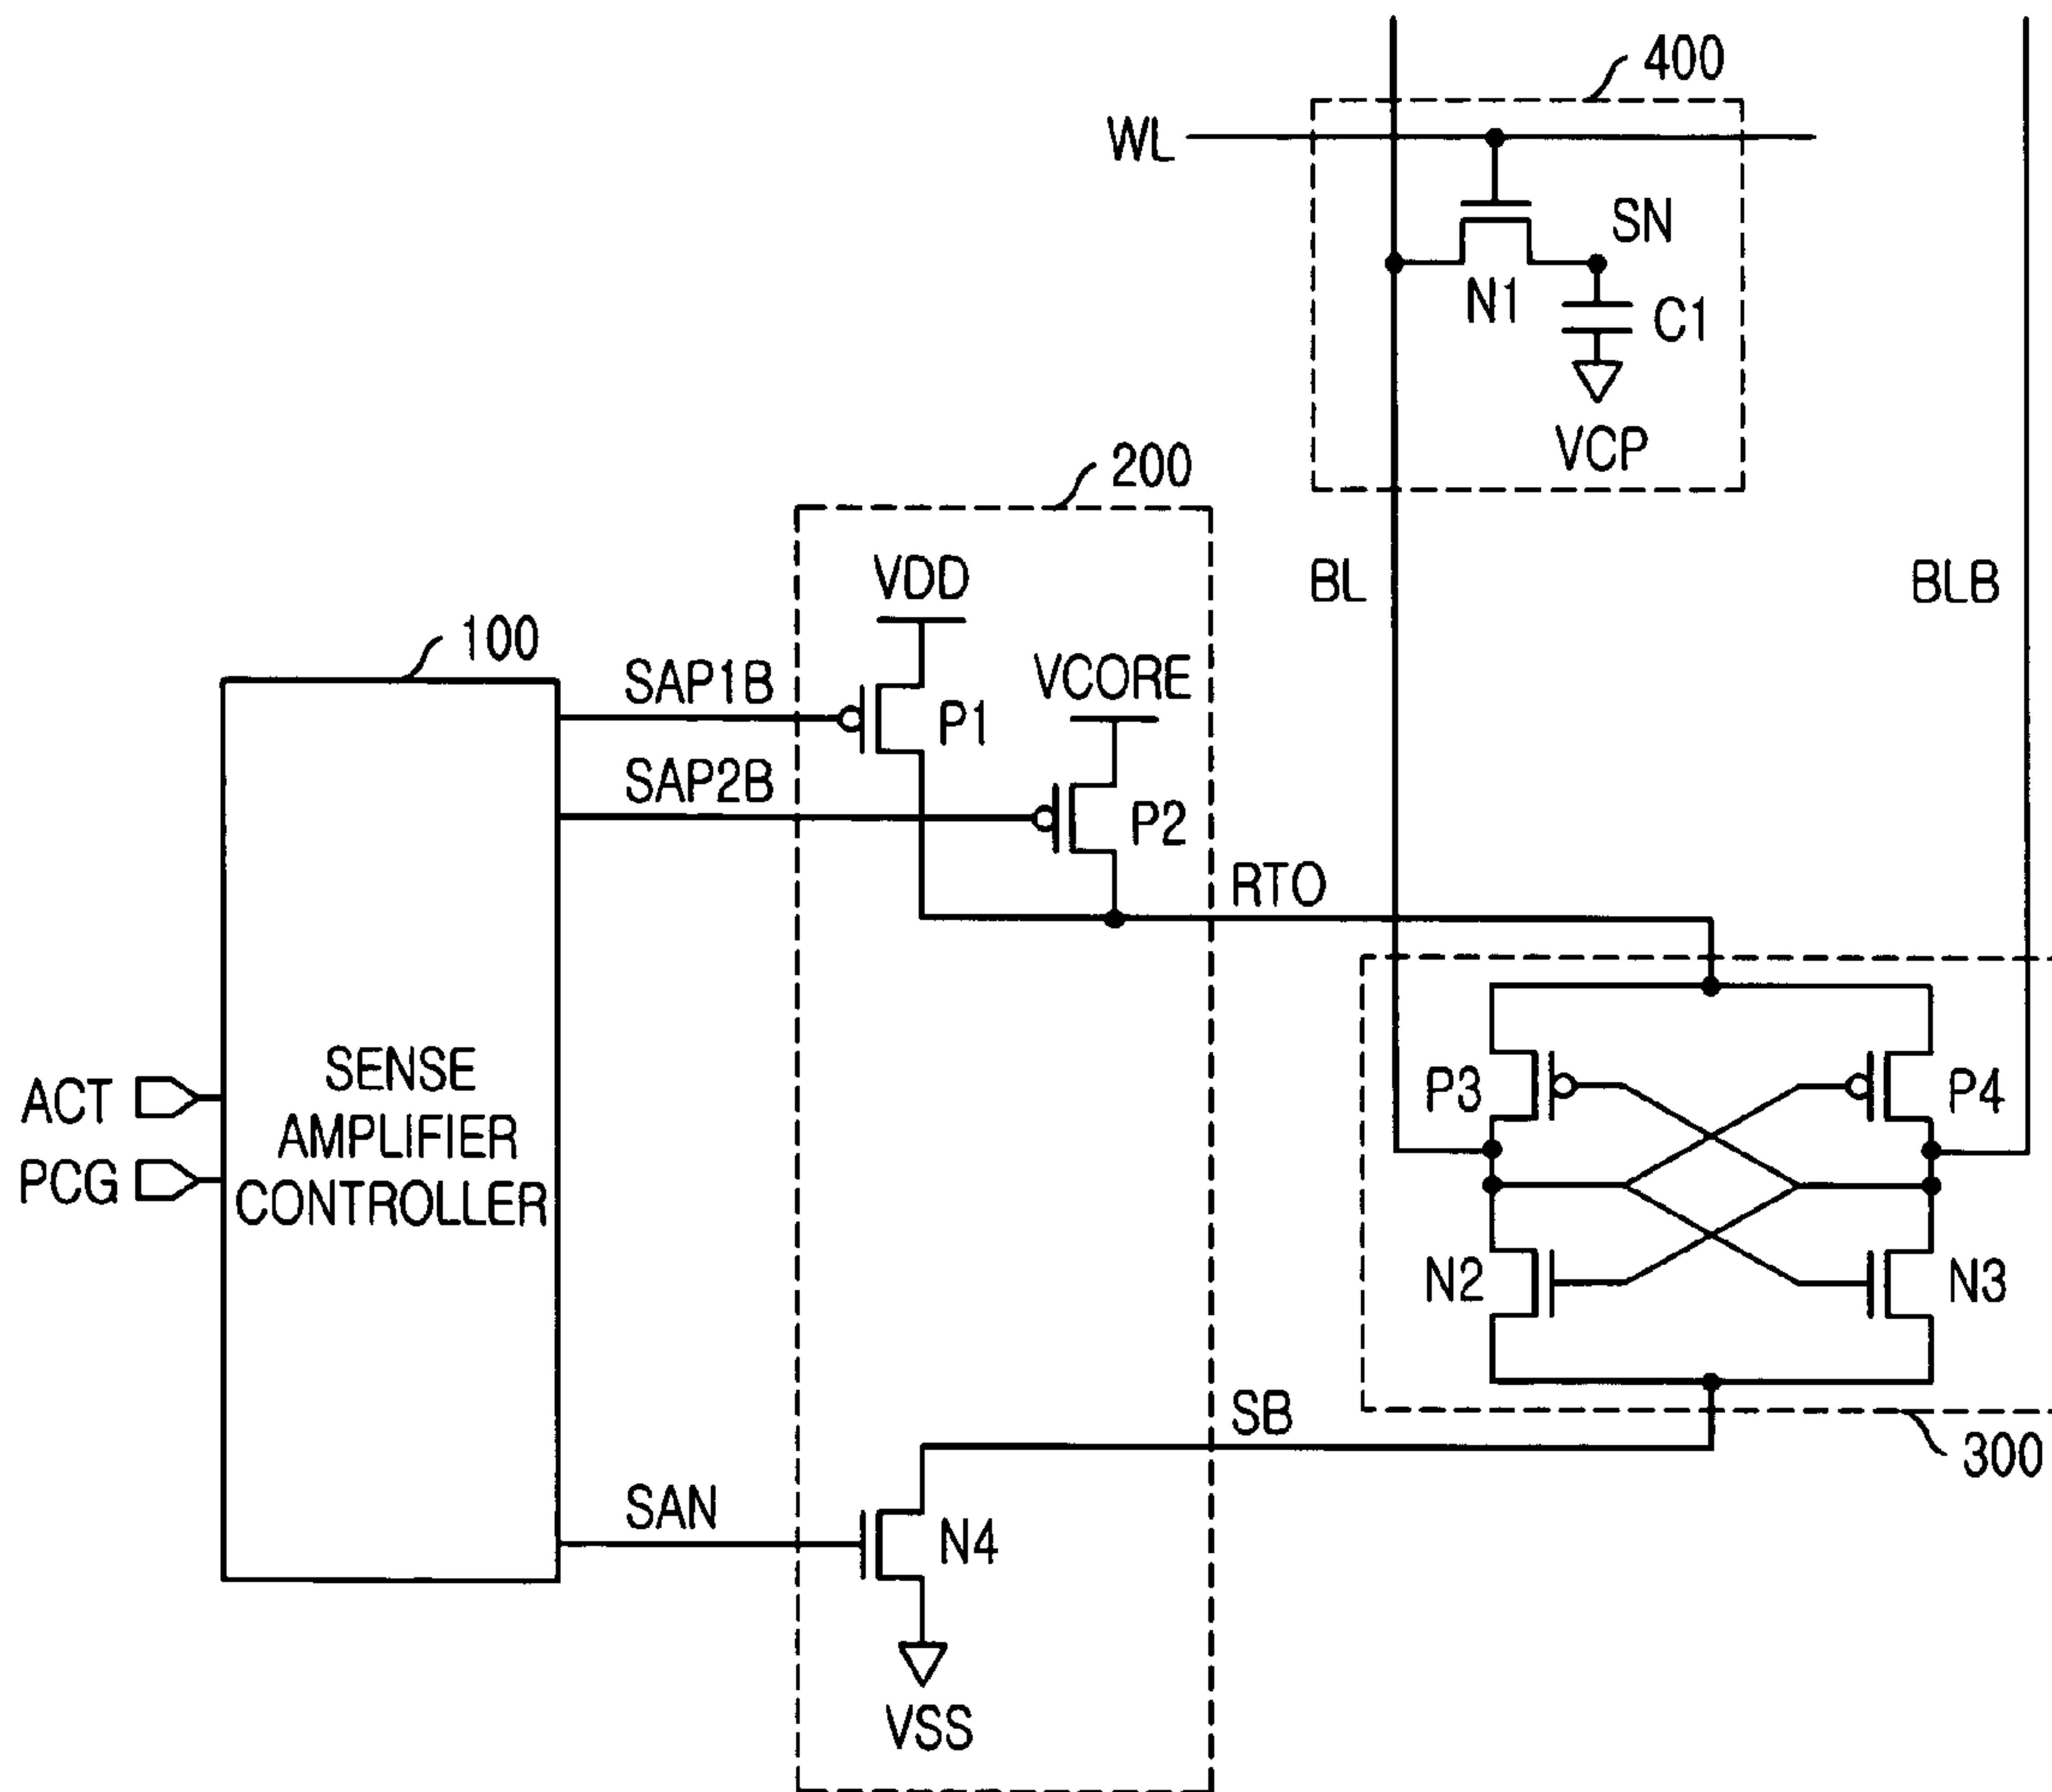 400
WL
SN
N1
C1
VCP
200
VDD
BL
BLB
100
SAP1B
VCORE
P1
SAP2B
P2
RTO
ACT
PCG
SENSE
AMPLIFIER
CONTROLLER
P3
P4
N2
N3
SB
300
SAN
N4
VSS